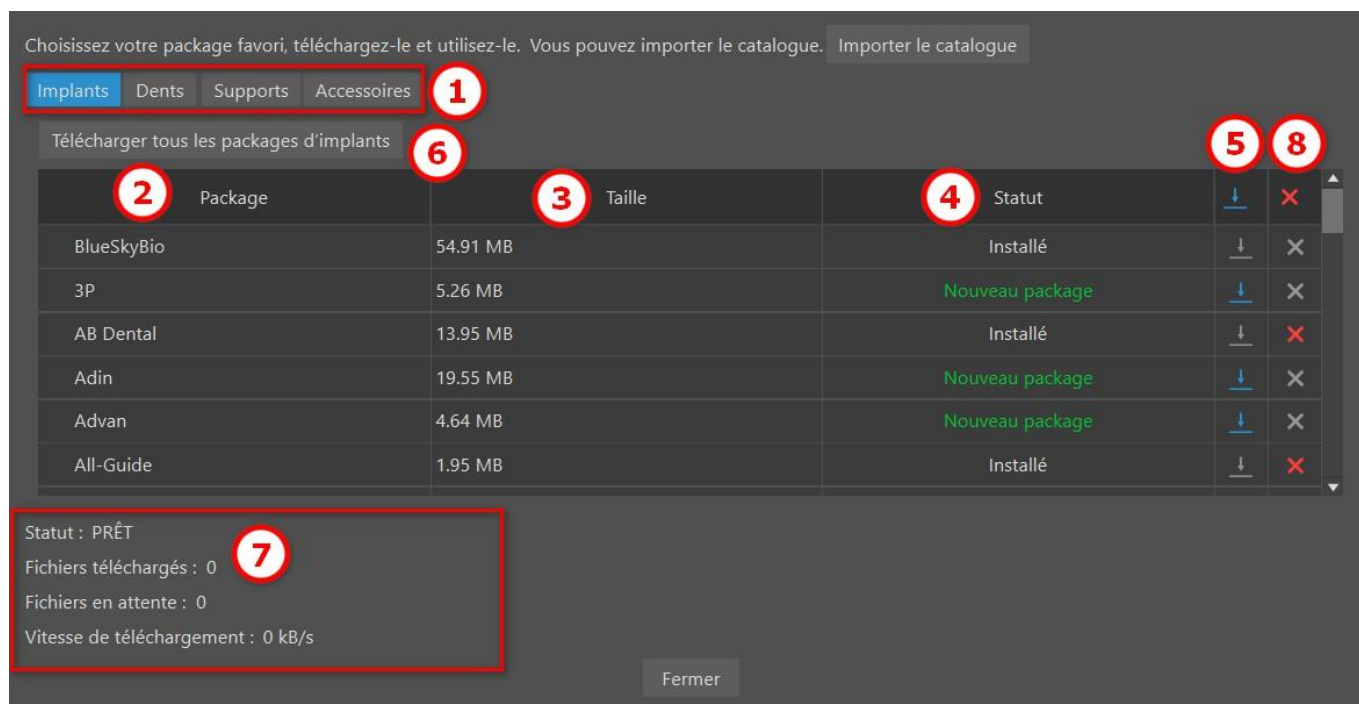 Choisissez votre package favori, téléchargez-le et utilisez-le. Vous pouvez importer le catalogue. Importer le catalogue
Implants Dents Supports Accessoires 1
Télécharger tous les packages d'implants 6 5 8
2 Package 3 Taille 4 Statut
BlueSkyBio 54.91 MB Installé
3P 5.26 MB Nouveau package
AB Dental 13.95 MB Installé
Adin 19.55 MB Nouveau package
Advan 4.64 MB Nouveau package
All-Guide 1.95 MB Installé
Statut : PRÊT
7
Fichiers téléchargés : 0
Fichiers en attente : 0
Vitesse de téléchargement : 0 kB/s
Fermer